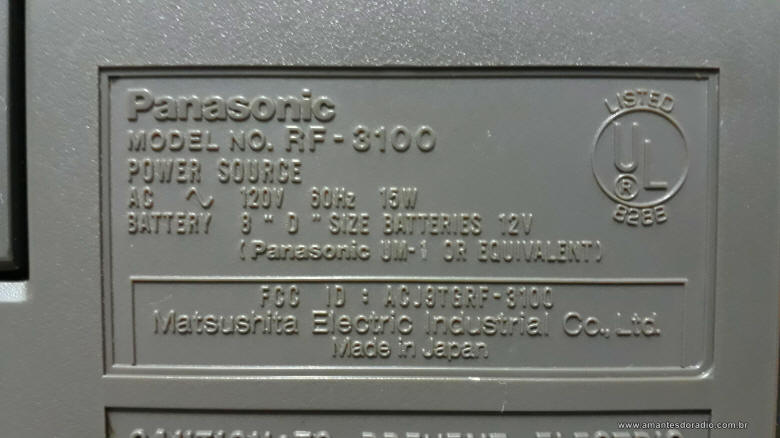 Panasonic
MODEL NO. RF-3100
POWER SOURCE
AC ∿ 120V 60Hz 15W
BATTERY 8 "D" SIZE BATTERIES 12V
(Panasonic UM-1 OR EQUIVALENT)
LISTED
UL
®
FCC ID : ACJ9TGRF-3100
Matsushita Electric Industrial Co., Ltd.
Made in Japan
www.amantesdoradio.com.br